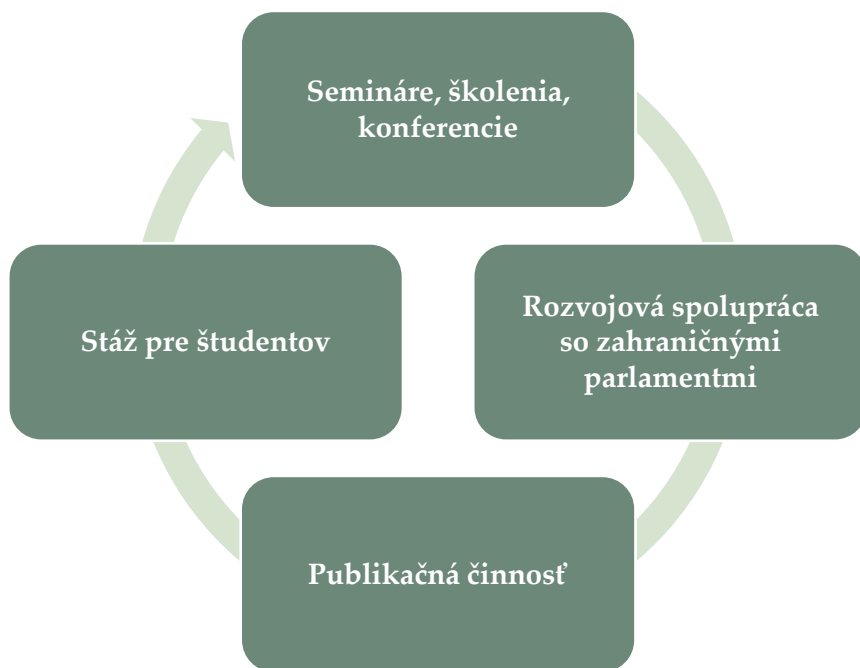 Semináre, školenia,
konferencie
Rozvojová spolupráca
so zahraničnými
parlamentmi
Publikačná činnosť
Stáž pre študentov